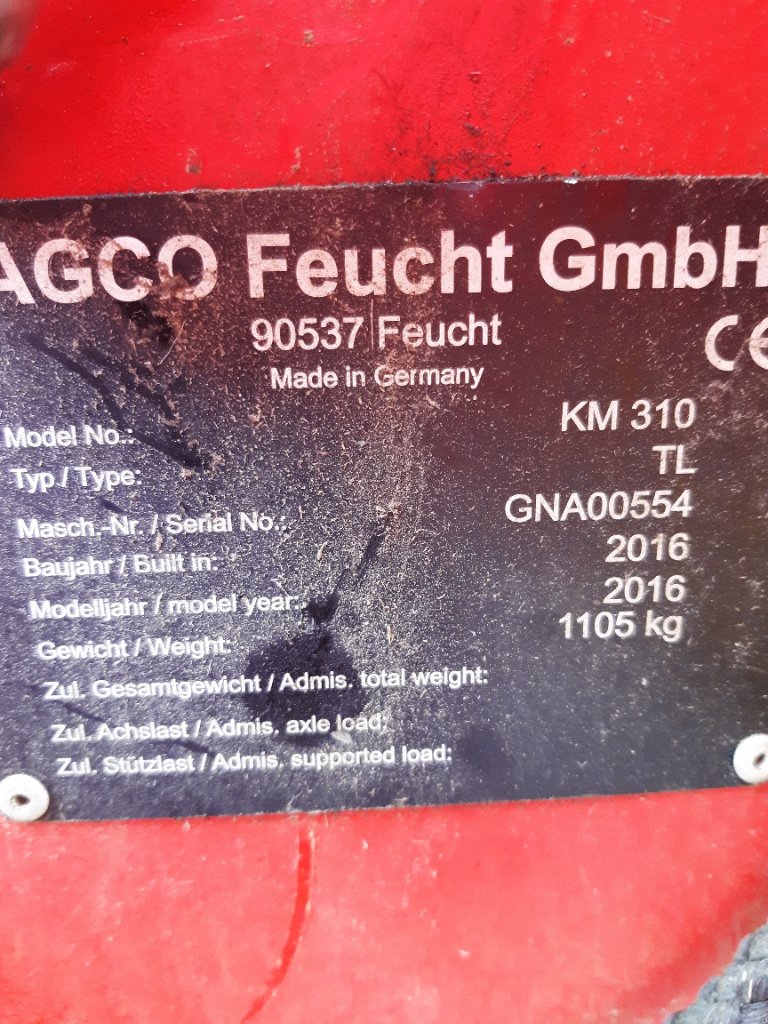 AGCO Feucht GmbH
90537 Feucht
CE
Made in Germany
Model No.: KM 310
Typ / Type: TL
Masch.-Nr. / Serial No.: GNA00554
Baujahr / Built in: 2016
Modelljahr / model year: 2016
Gewicht / Weight: 1105 kg
Zul. Gesamtgewicht / Admis. total weight:
Zul. Achslast / Admis. axle load:
Zul. Stützlast / Admis. supported load: